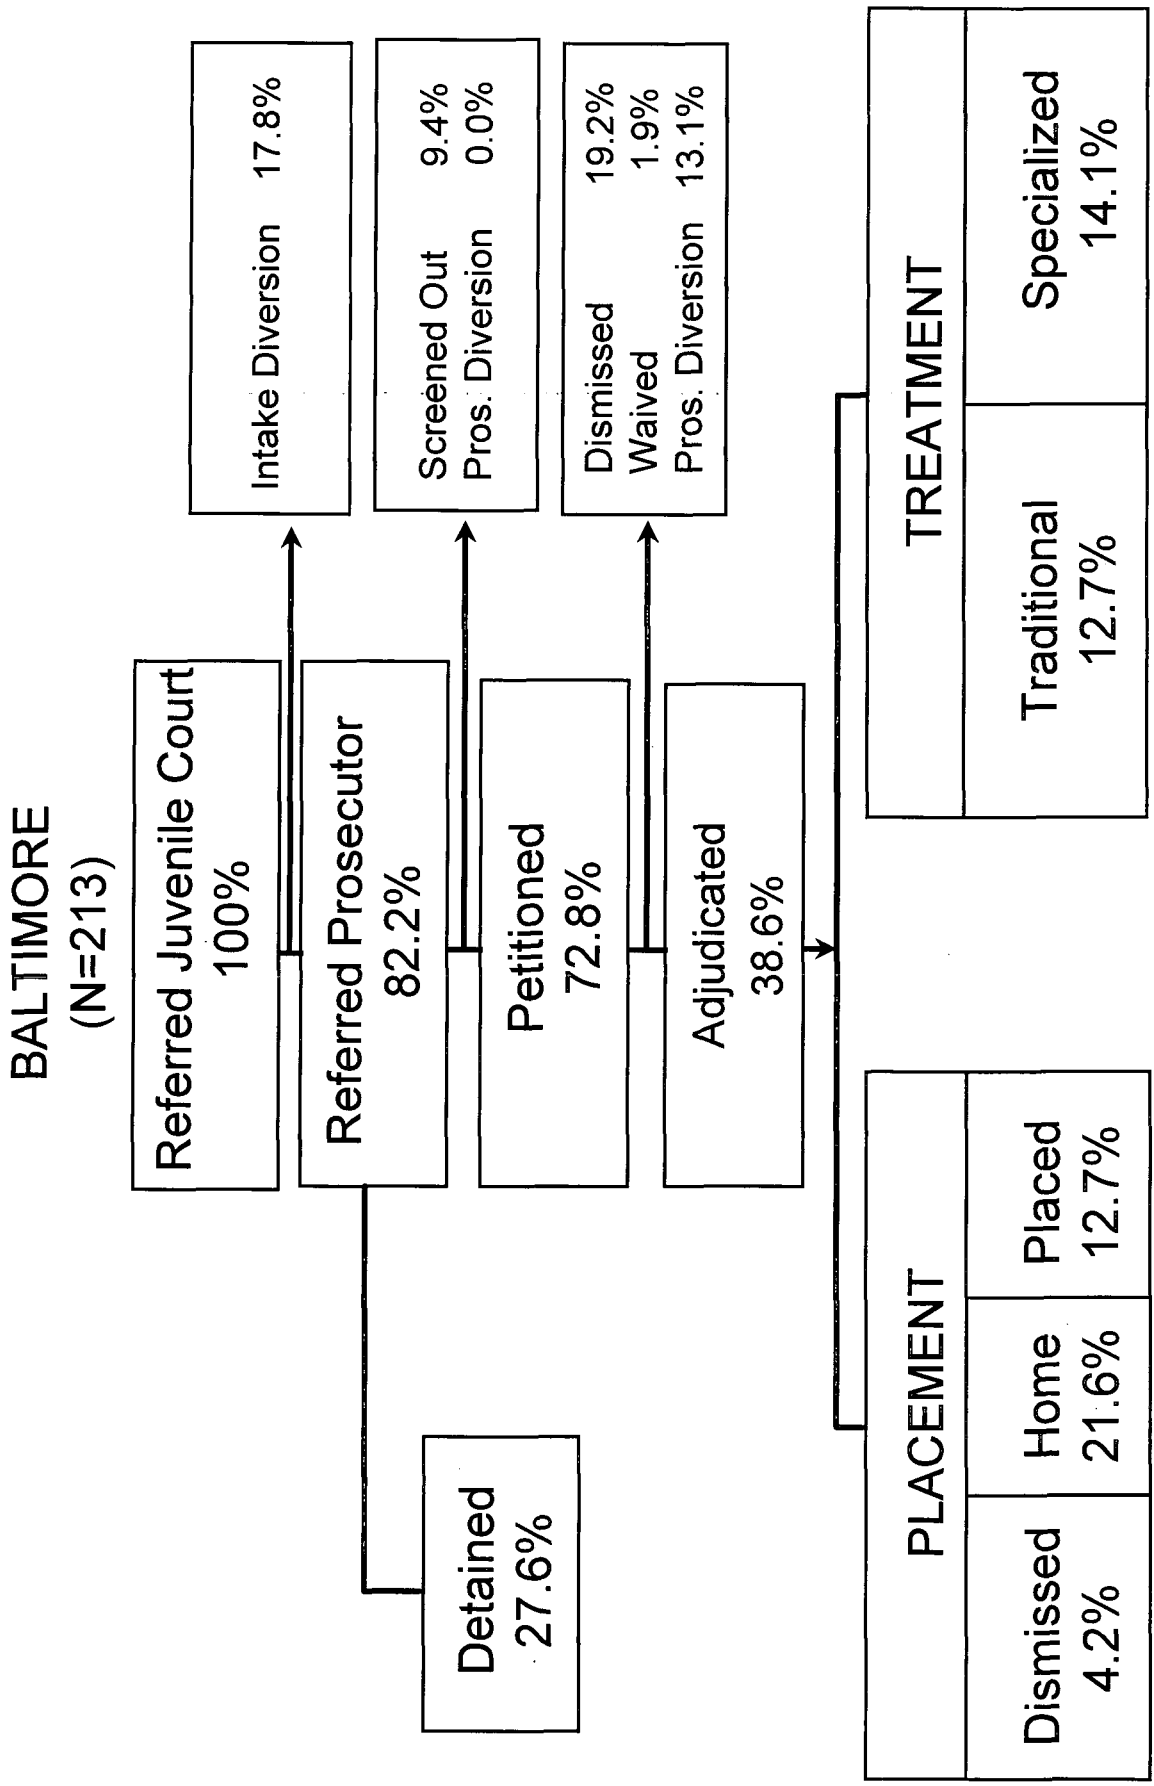 BALTIMORE
(N=213)
Referred Juvenile Court
100%
Intake Diversion 17.8%
Referred Prosecutor
82.2%
Detained
27.6%
Screened Out 9.4%
Pros. Diversion 0.0%
Petitioned
72.8%
Dismissed 19.2%
Waived 1.9%
Pros. Diversion 13.1%
Adjudicated
38.6%
PLACEMENT
Dismissed
4.2%
Home
21.6%
Placed
12.7%
TREATMENT
Traditional
12.7%
Specialized
14.1%